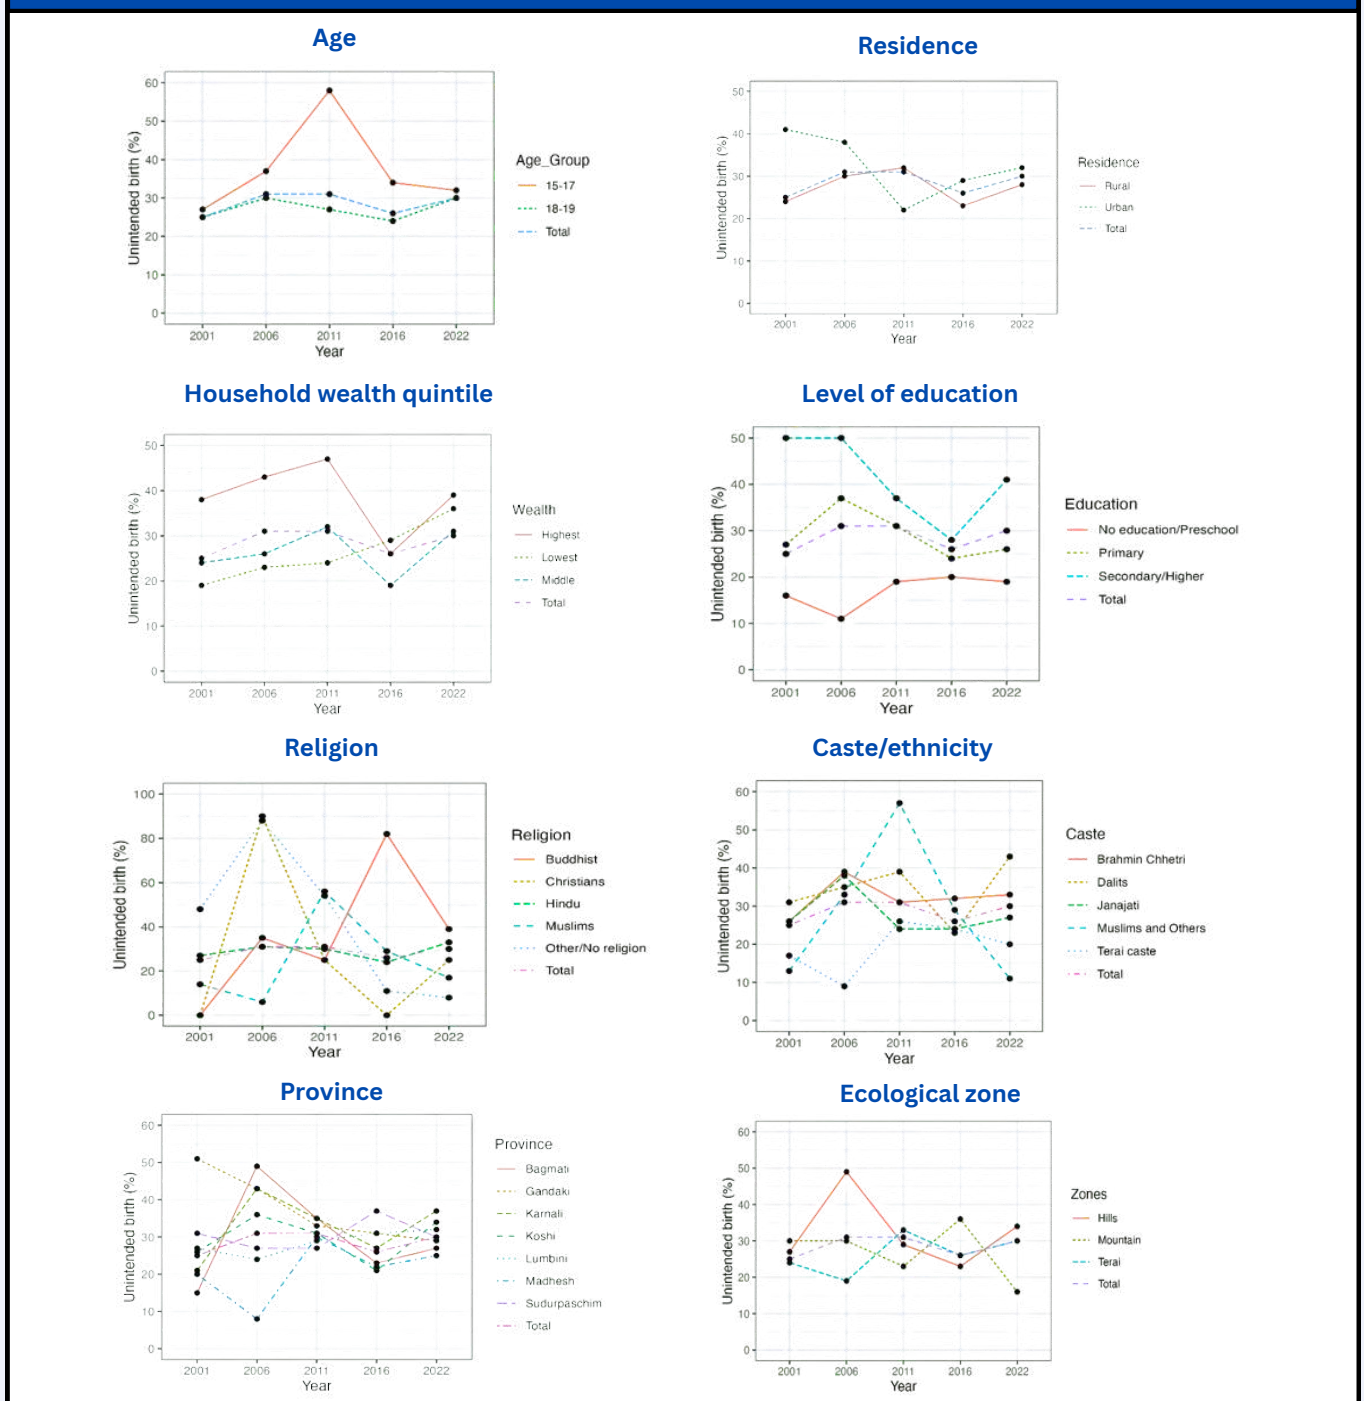 Age
Unintended birth (%)
60
50
40
30
20
10
0
2001 2006 2011 2016 2022
Year
Age_Group
15-17
18-19
Total
Residence
Unintended birth (%)
50
40
30
20
10
0
2001 2006 2011 2016 2022
Year
Residence
Rural
Urban
Total
Household wealth quintile
Unintended birth (%)
50
40
30
20
10
0
2001 2006 2011 2016 2022
Year
Wealth
Highest
Lowest
Middle
Total
Level of education
Unintended birth (%)
50
40
30
20
10
0
2001 2006 2011 2016 2022
Year
Education
No education/Preschool
Primary
Secondary/Higher
Total
Religion
Unintended birth (%)
100
80
60
40
20
0
2001 2006 2011 2016 2022
Year
Religion
Buddhist
Christians
Hindu
Muslims
Other/No religion
Total
Caste/ethnicity
Unintended birth (%)
60
50
40
30
20
10
0
2001 2006 2011 2016 2022
Year
Caste
Brahmin Chhetri
Dalits
Janajati
Muslims and Others
Terai caste
Total
Province
Unintended birth (%)
60
50
40
30
20
10
0
2001 2006 2011 2016 2022
Year
Province
Bagmati
Gandaki
Karnali
Koshi
Lumbini
Madhesh
Sudurpaschim
Total
Ecological zone
Unintended birth (%)
60
50
40
30
20
10
0
2001 2006 2011 2016 2022
Year
Zones
Hills
Mountain
Terai
Total